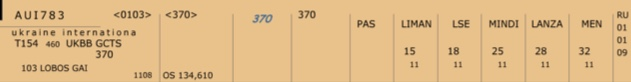 AUI783 <0103> <370> 370 370 PAS LIMAN LSE MINDI LANZA MEN RU
ukraine internationa 01
T154 460 UKBB GCTS 15 18 25 28 32 01
370 11 11 11 11 11 09
103 LOBOS GAI 1108 OS 134,610